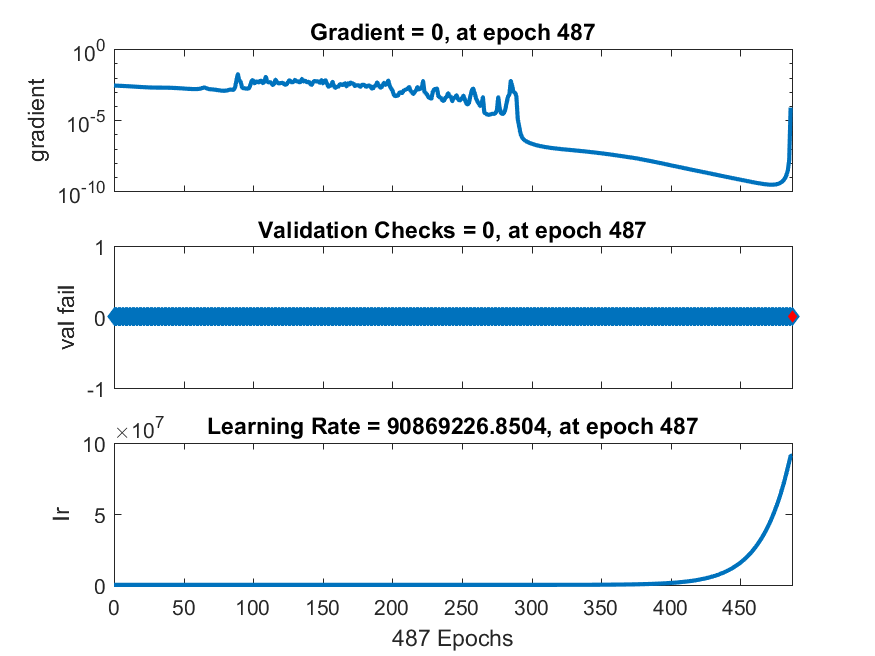 Gradient = 0, at epoch 487
10^0
10^-5
10^-10
gradient
Validation Checks = 0, at epoch 487
1
0
-1
val fail
Learning Rate = 90869226.8504, at epoch 487
×10^7
10
5
0
lr
0 50 100 150 200 250 300 350 400 450
487 Epochs